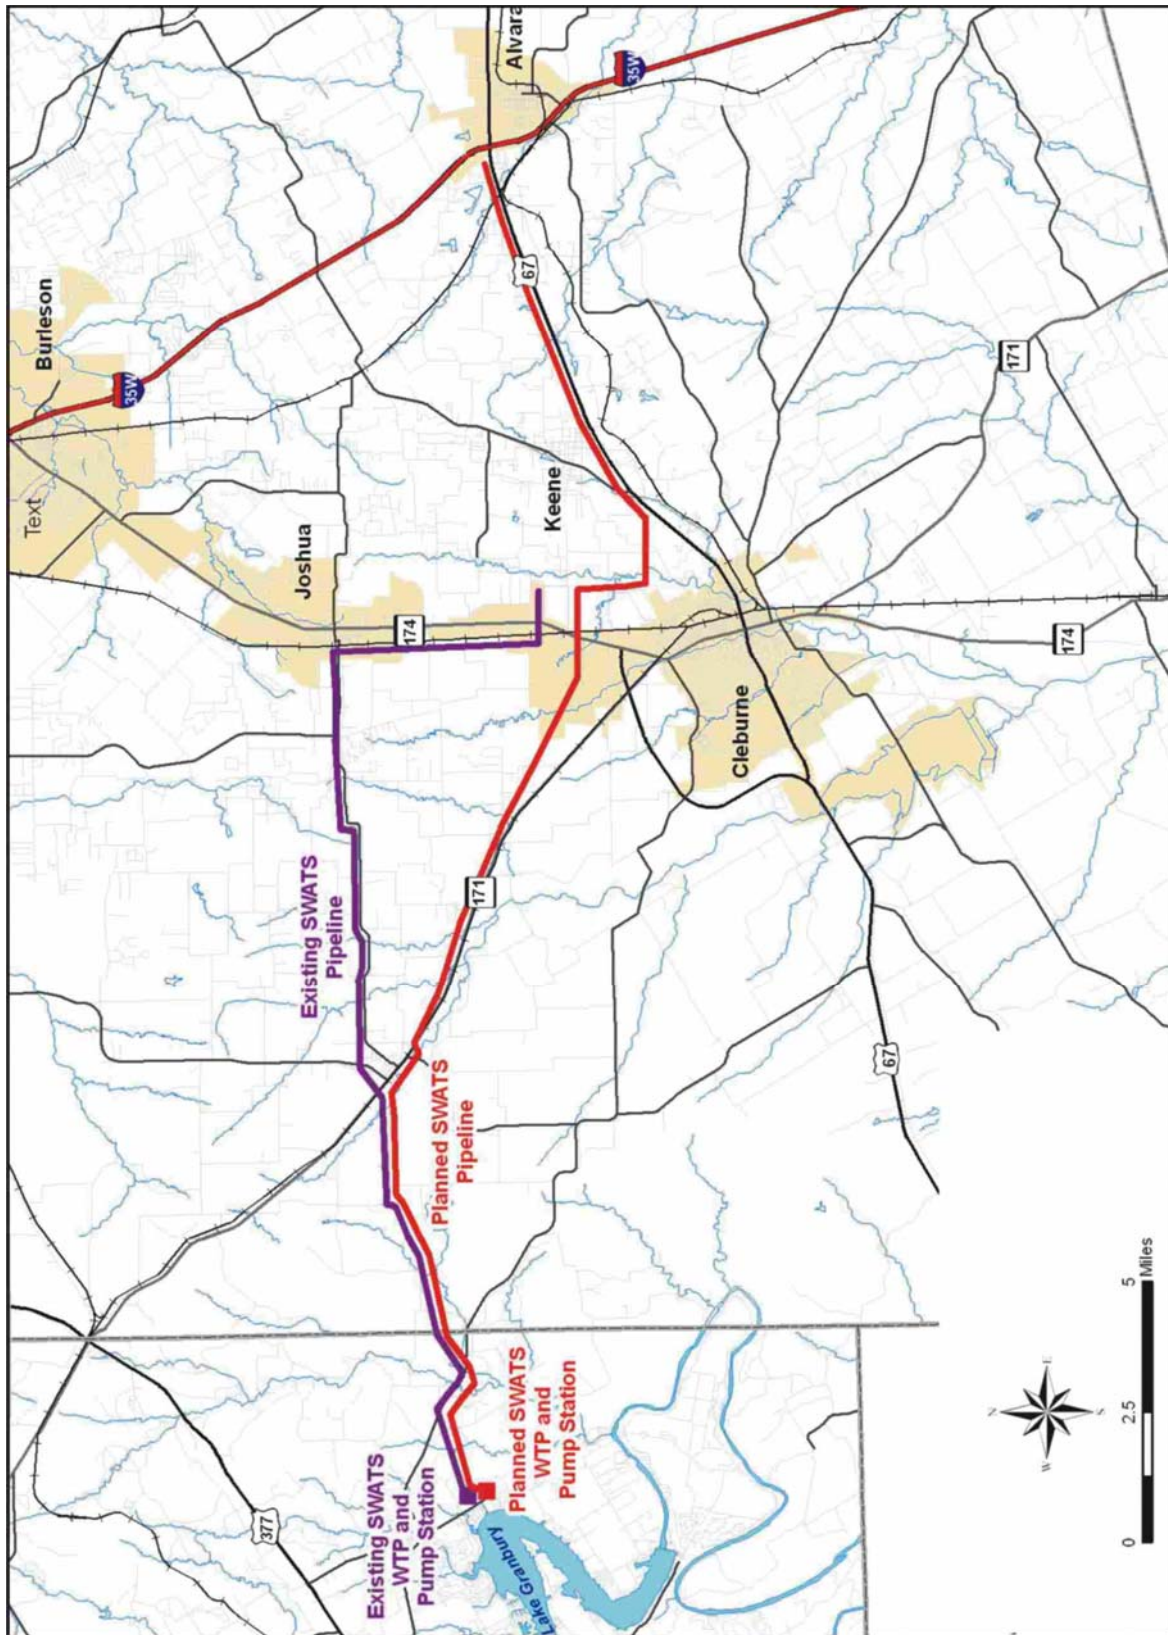 Text
Burleson
35W
Joshua
174
Keene
67
Alvara
35W
171
174
Cleburne
Existing SWATS
Pipeline
171
Planned SWATS
Pipeline
67
377
Existing SWATS
WTP and
Pump Station
Planned SWATS
WTP and
Pump Station
Lake Granbury
N
W
E
S
0
2.5
5
Miles